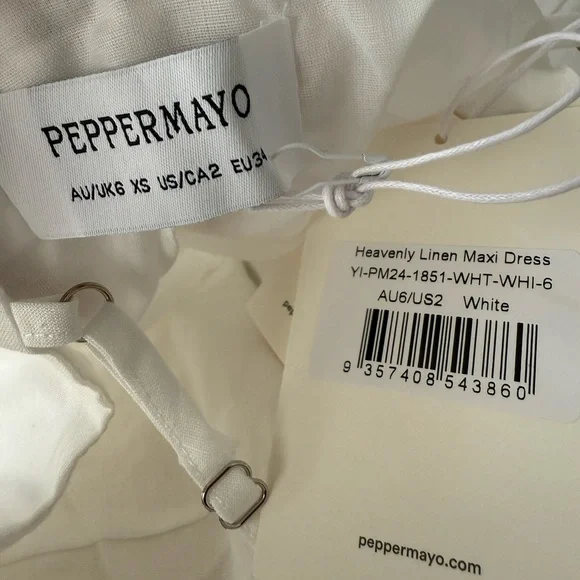 PEPPERMAYO
AU/UK6 XS US/CA2 EU34
Heavenly Linen Maxi Dress
YI-PM24-1851-WHT-WHI-6
AU6/US2 White
9 357408 543860
peppermayo.com